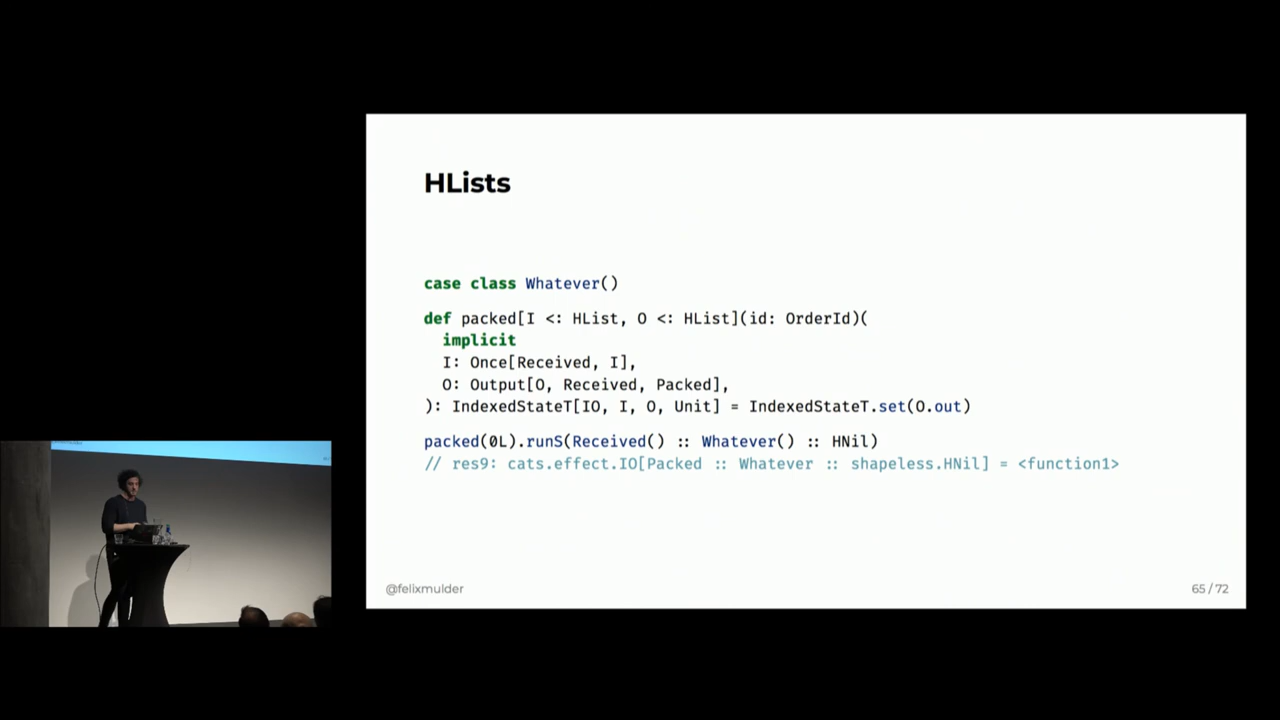 HLists
case class Whatever()
def packed[I <: HList, O <: HList](id: OrderId)(
implicit
I: Once[Received, I],
O: Output[O, Received, Packed],
): IndexedStateT[IO, I, O, Unit] = IndexedStateT.set(O.out)
packed(0L).runS(Received() :: Whatever() :: HNil)
// res9: cats.effect.IO[Packed :: Whatever :: shapeless.HNil] = <function1>
@felixmulder
65 / 72